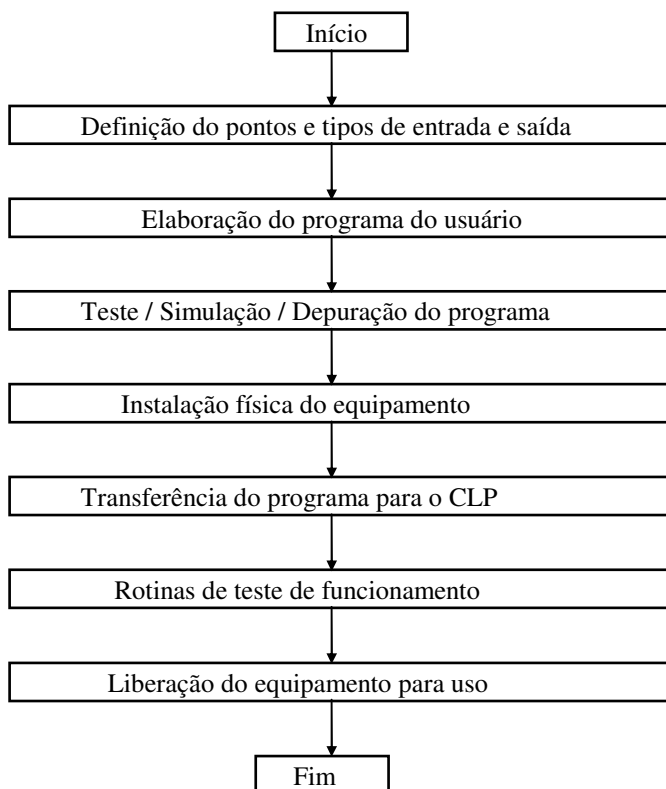 Início
Definição do pontos e tipos de entrada e saída
Elaboração do programa do usuário
Teste / Simulação / Depuração do programa
Instalação física do equipamento
Transferência do programa para o CLP
Rotinas de teste de funcionamento
Liberação do equipamento para uso
Fim